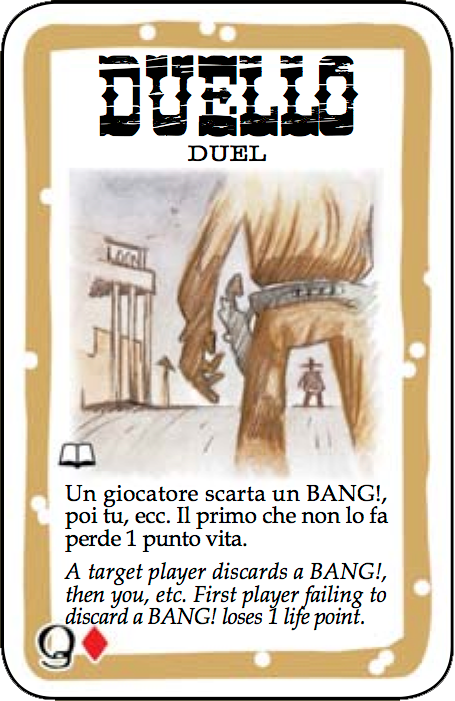 DUELLO
DUEL
Un giocatore scarta un BANG!,
poi tu, ecc. Il primo che non lo fa
perde 1 punto vita.
A target player discards a BANG!,
then you, etc. First player failing to
discard a BANG! loses 1 life point.
Q♦